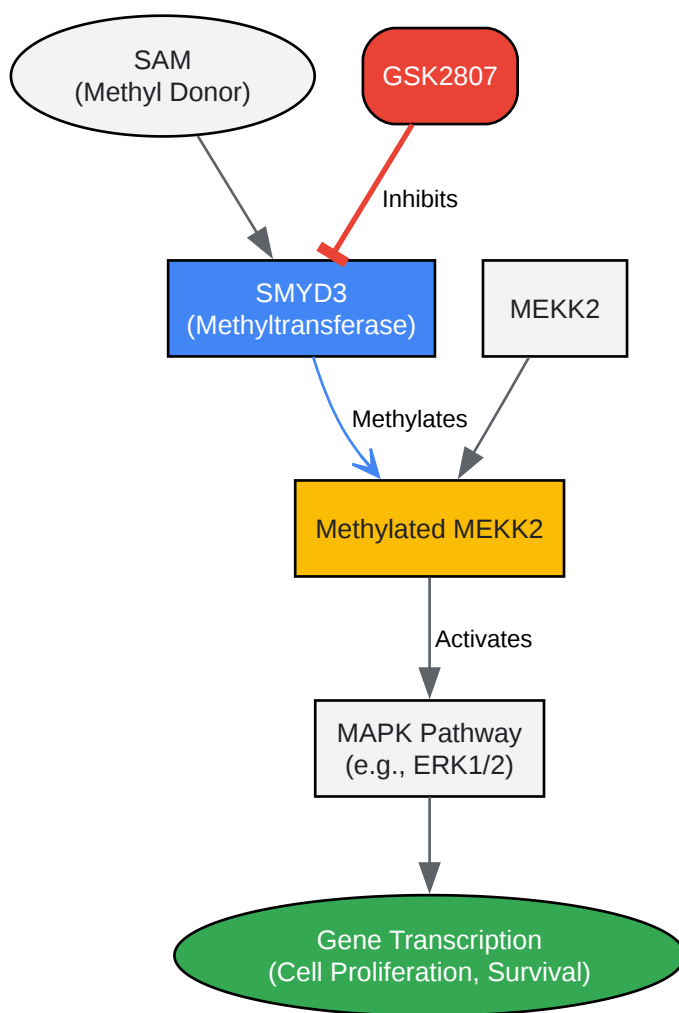 SAM
(Methyl Donor)
GSK2807
Inhibits
SMYD3
(Methyltransferase)
MEKK2
Methylates
Methylated MEKK2
Activates
MAPK Pathway
(e.g., ERK1/2)
Gene Transcription
(Cell Proliferation, Survival)